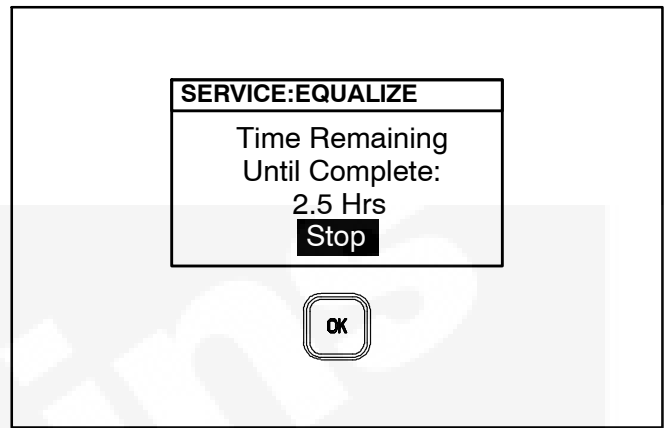 SERVICE:EQUALIZE
Time Remaining
Until Complete:
2.5 Hrs
Stop
OK